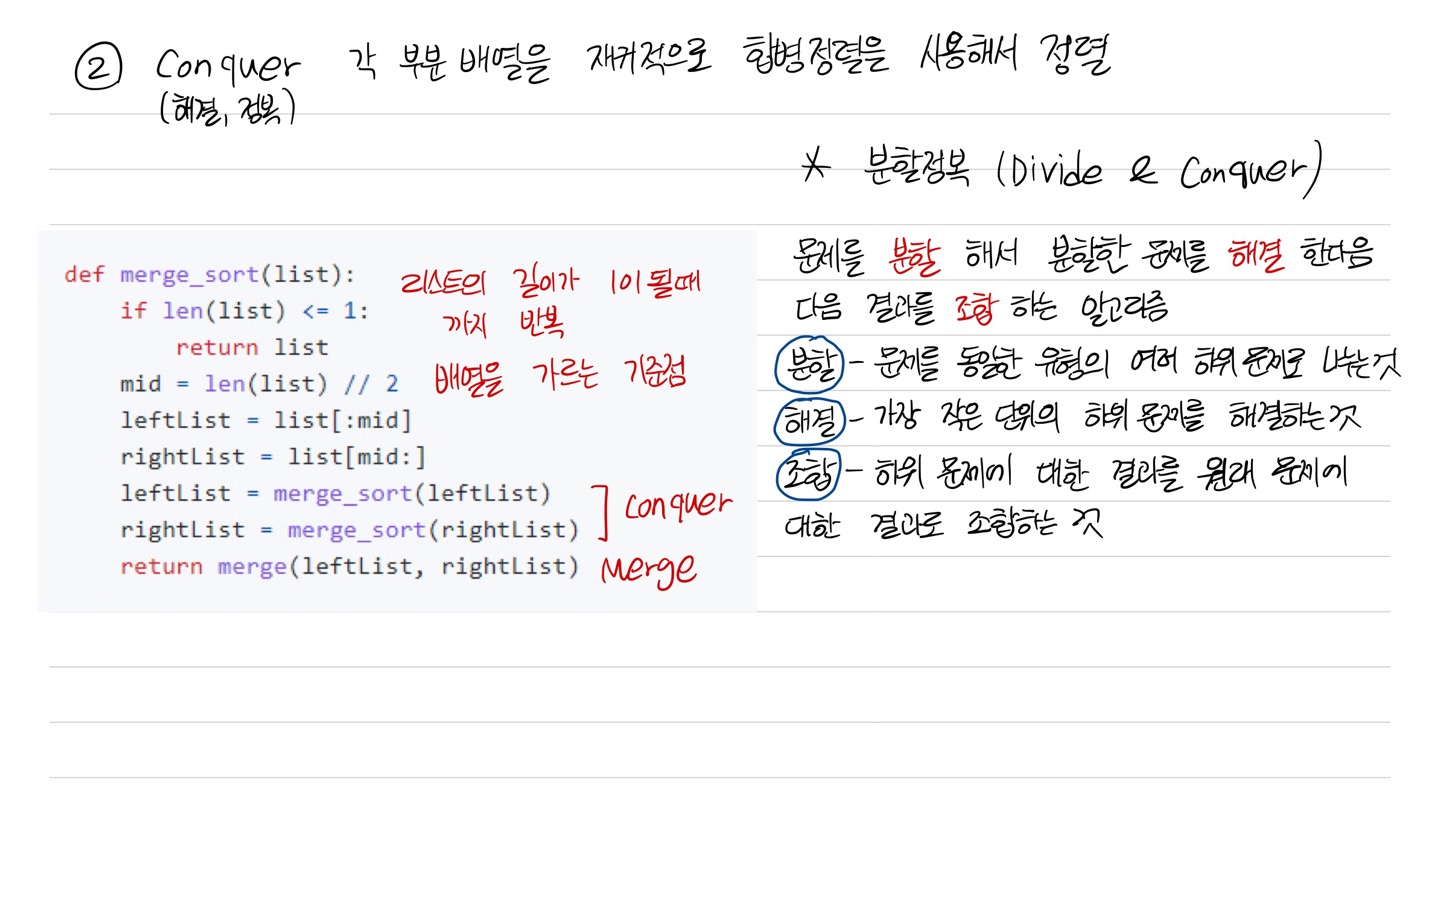 ② Conquer 각 부분 배열을 재귀적으로 합병정렬을 사용해서 정렬
(해결, 정복)
* 분할정복 (Divide & Conquer)
def merge_sort(list):
    if len(list) <= 1:
        return list
    mid = len(list) // 2
    leftList = list[:mid]
    rightList = list[mid:]
    leftList = merge_sort(leftList)
    rightList = merge_sort(rightList)
    return merge(leftList, rightList)
리스트의 길이가 1이 될때
까지 반복
배열을 가르는 기준점
Conquer
Merge
문제를 분할 해서 분할한 문제를 해결 한다음
다음 결과를 조합 하는 알고리즘
분할 - 문제를 동일한 유형의 여러 하위 문제로 나누는것
해결 - 가장 작은 단위의 하위 문제를 해결하는것
조합 - 하위 문제에 대한 결과를 원래 문제에
대한 결과로 조합하는 것